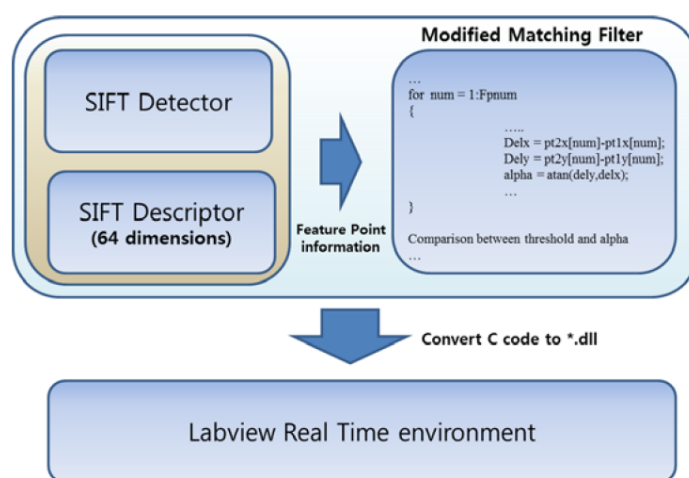 Modified Matching Filter
SIFT Detector
SIFT Descriptor
(64 dimensions)
Feature Point
information
...
for num = 1:Fpnum
{
.....
Delx = pt2x[num]-pt1x[num];
Dely = pt2y[num]-pt1y[num];
alpha = atan(dely,delx);
...
}
Comparison between threshold and alpha
...
Convert C code to *.dll
Labview Real Time environment